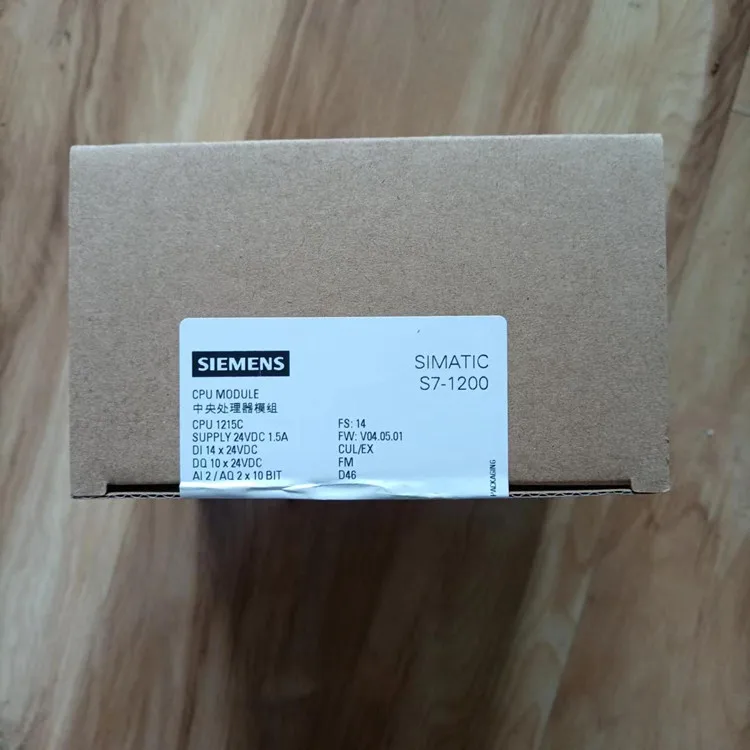 SIEMENS
SIMATIC
S7-1200
CPU MODULE
中央处理器模组
CPU 1215C
SUPPLY 24VDC 1.5A
DI 14 x 24VDC
DQ 10 x 24VDC
AI 2 / AQ 2 x 10 BIT
FS: 14
FW: V04.05.01
CUL/EX
FM
D46
PACKAGING